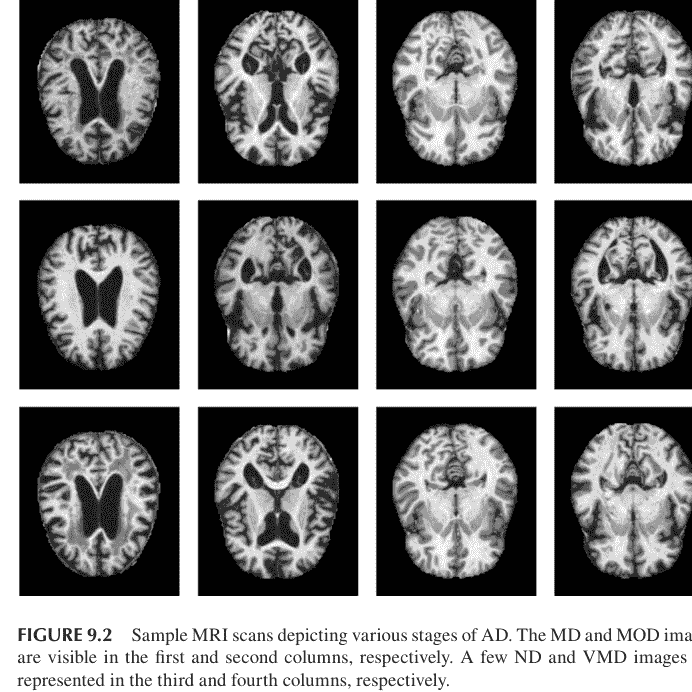 FIGURE 9.2 Sample MRI scans depicting various stages of AD. The MD and MOD
are visible in the first and second columns, respectively. A few ND and VMD images
represented in the third and fourth columns, respectively.